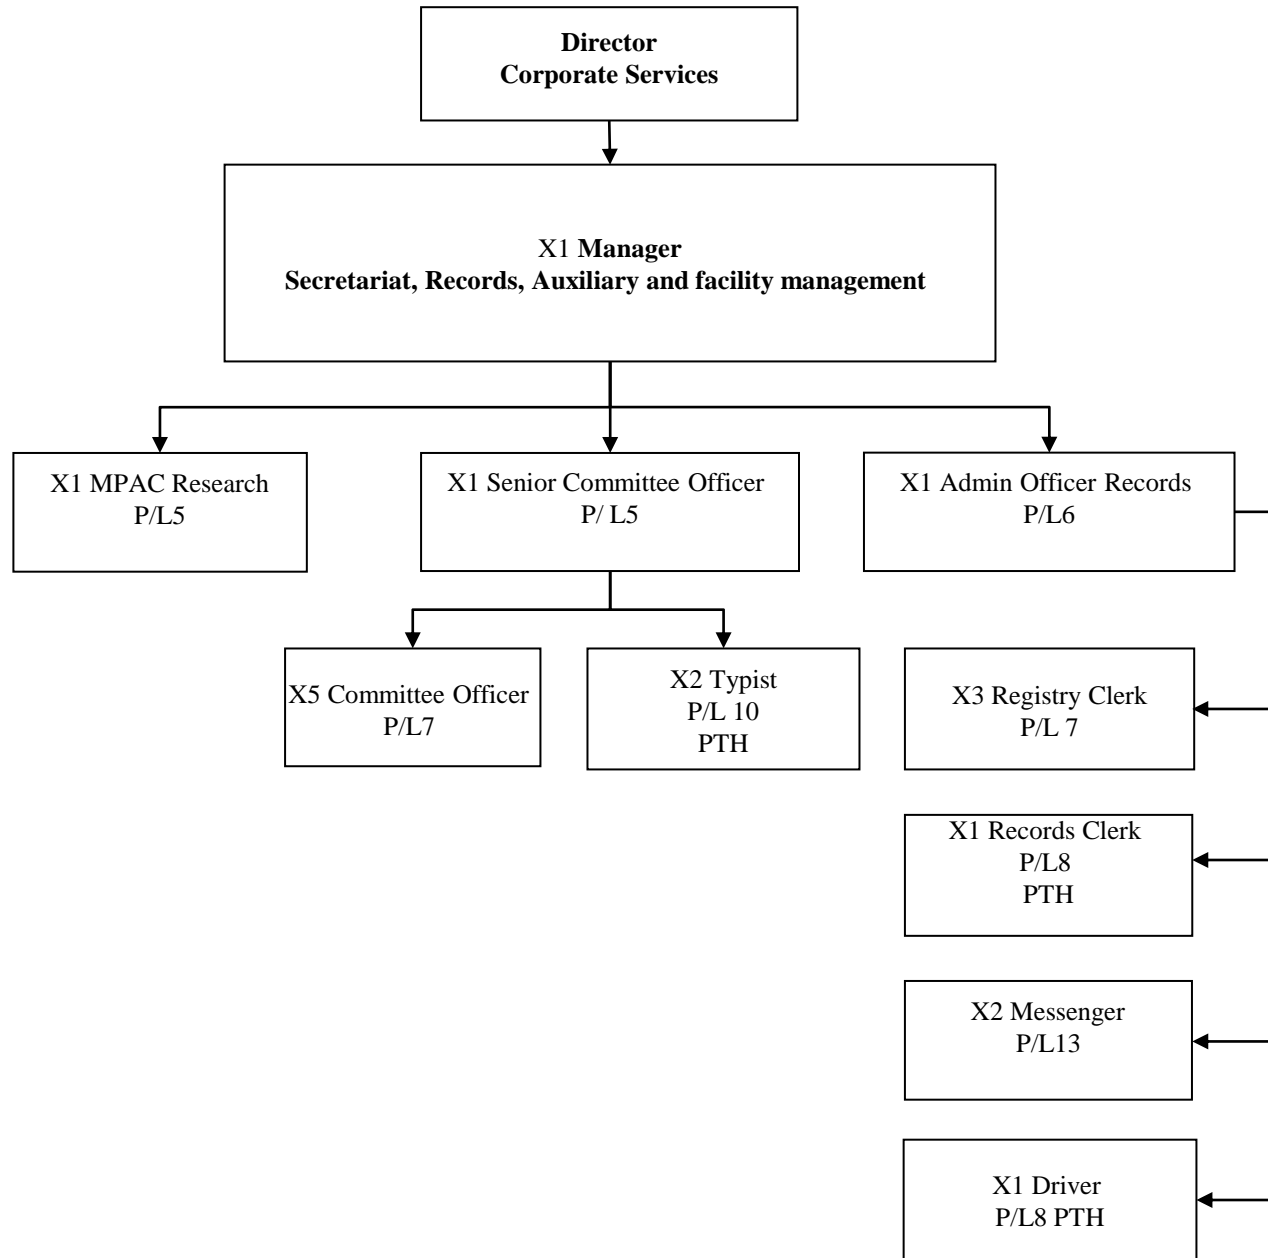 Director
Corporate Services
X1 Manager
Secretariat, Records, Auxiliary and facility management
X1 MPAC Research
P/L5
X1 Senior Committee Officer
P/ L5
X1 Admin Officer Records
P/L6
X5 Committee Officer
P/L7
X2 Typist
P/L 10
PTH
X3 Registry Clerk
P/L 7
X1 Records Clerk
P/L8
PTH
X2 Messenger
P/L13
X1 Driver
P/L8 PTH